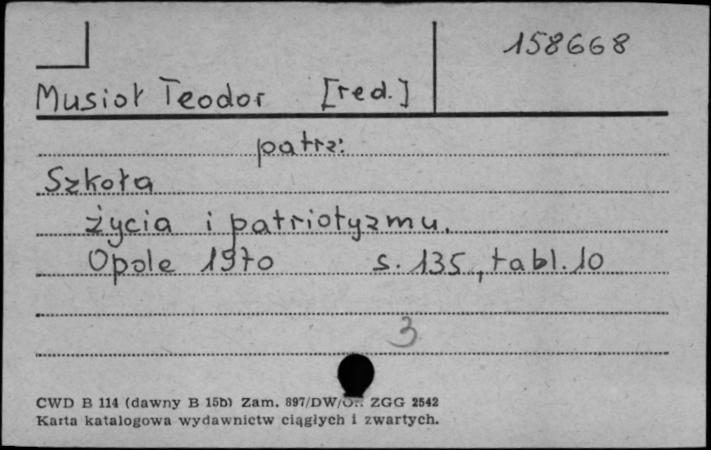 158668
Musioł Teodor [red.]
patrz:
Szkoła
życia i patriotyzmu.
Opole 1970 s. 135, tabl. 10
3
CWD B 114 (dawny B 15b) Zam. 897/DW/ ZGG 2542
Karta katalogowa wydawnictw ciągłych i zwartych.